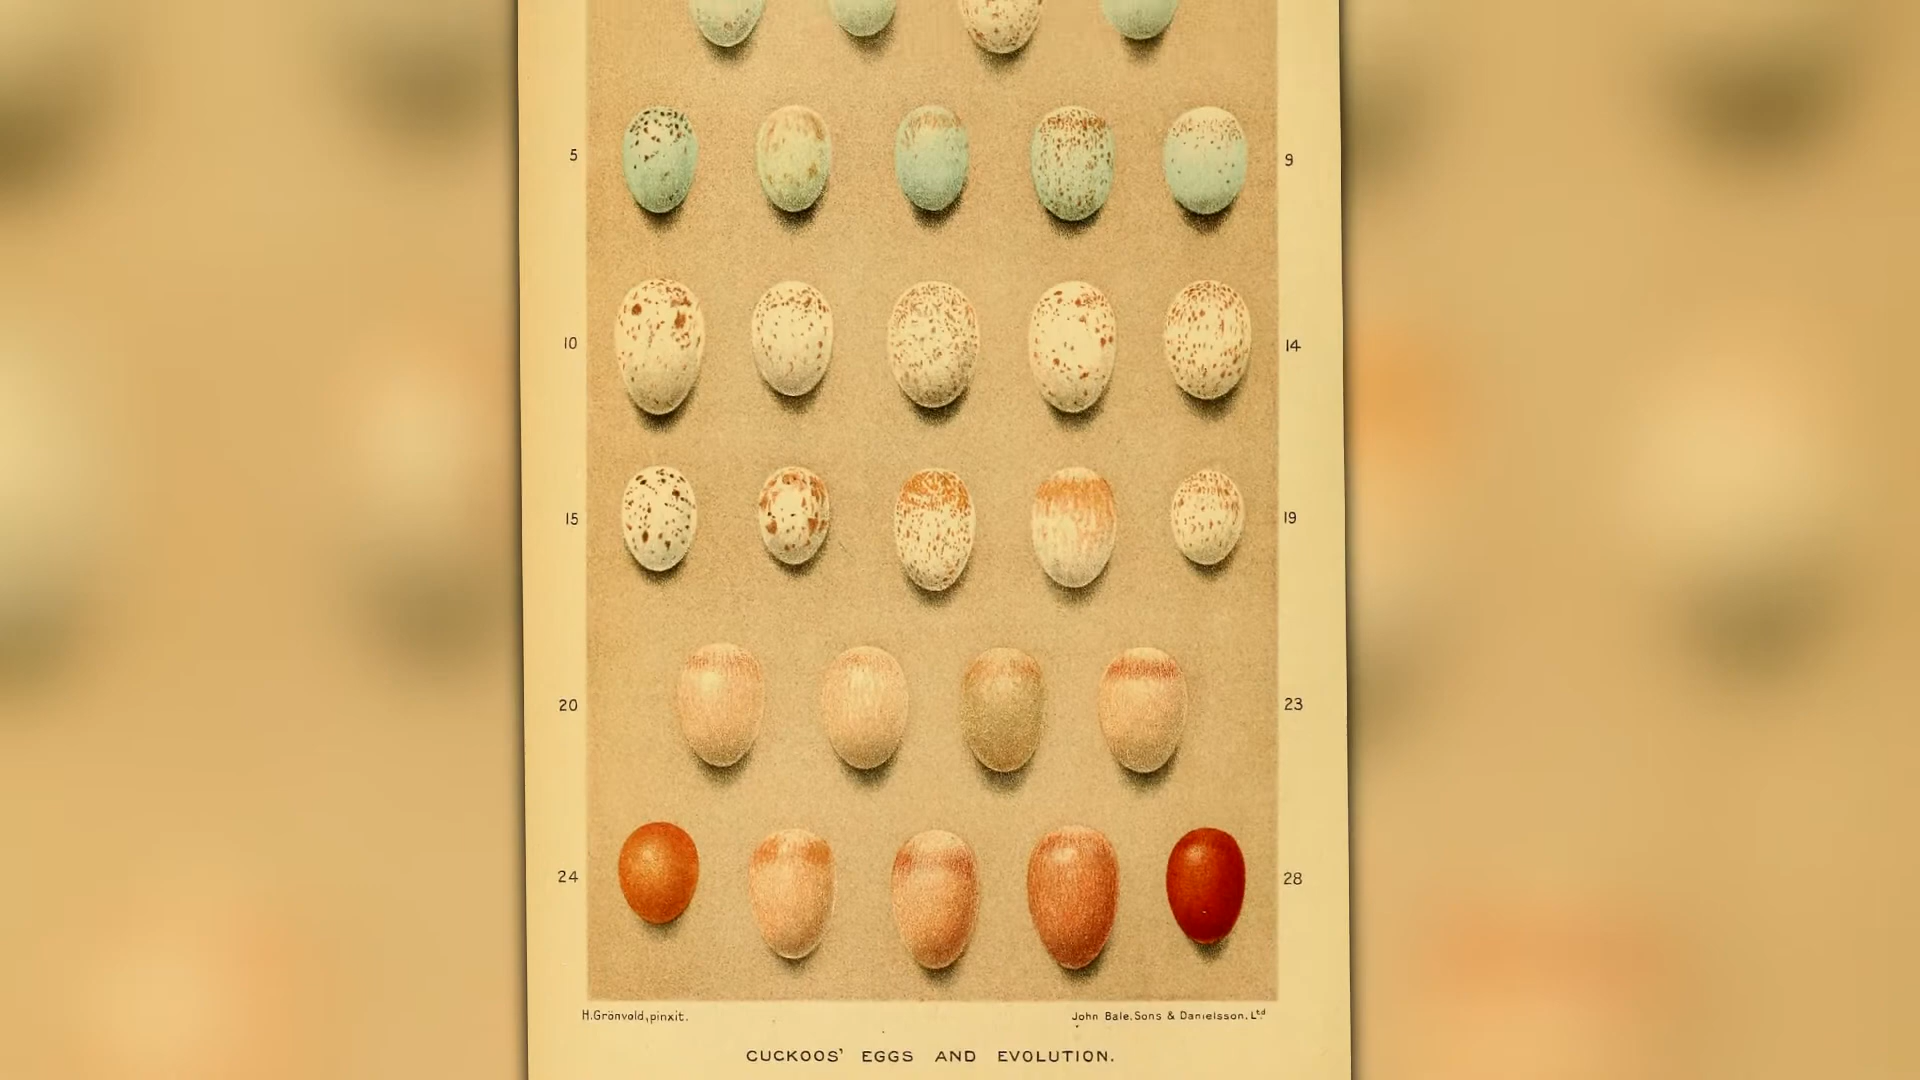 5 9
10 14
15 19
20 23
24 28
H.Grönvold, pinxit. John Bale, Sons & Danielsson, Ltd
CUCKOOS' EGGS AND EVOLUTION.